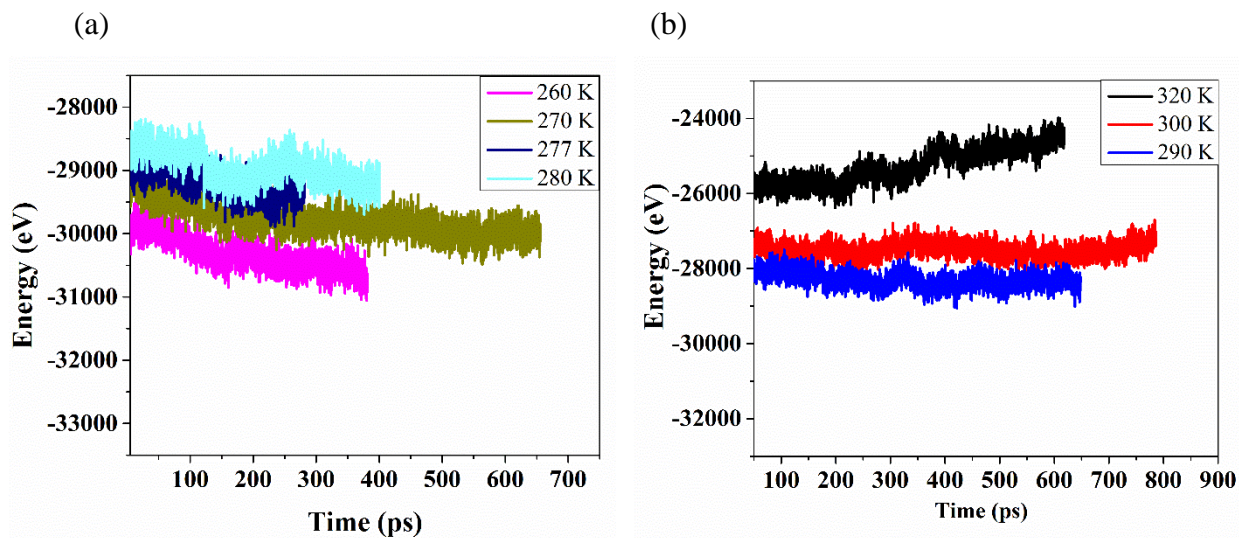 (a)
(b)
260 K
270 K
277 K
280 K
-28000
-29000
-30000
-31000
-32000
-33000
Energy (eV)
100 200 300 400 500 600 700
Time (ps)
320 K
300 K
290 K
-24000
-26000
-28000
-30000
-32000
Energy (eV)
100 200 300 400 500 600 700 800 900
Time (ps)